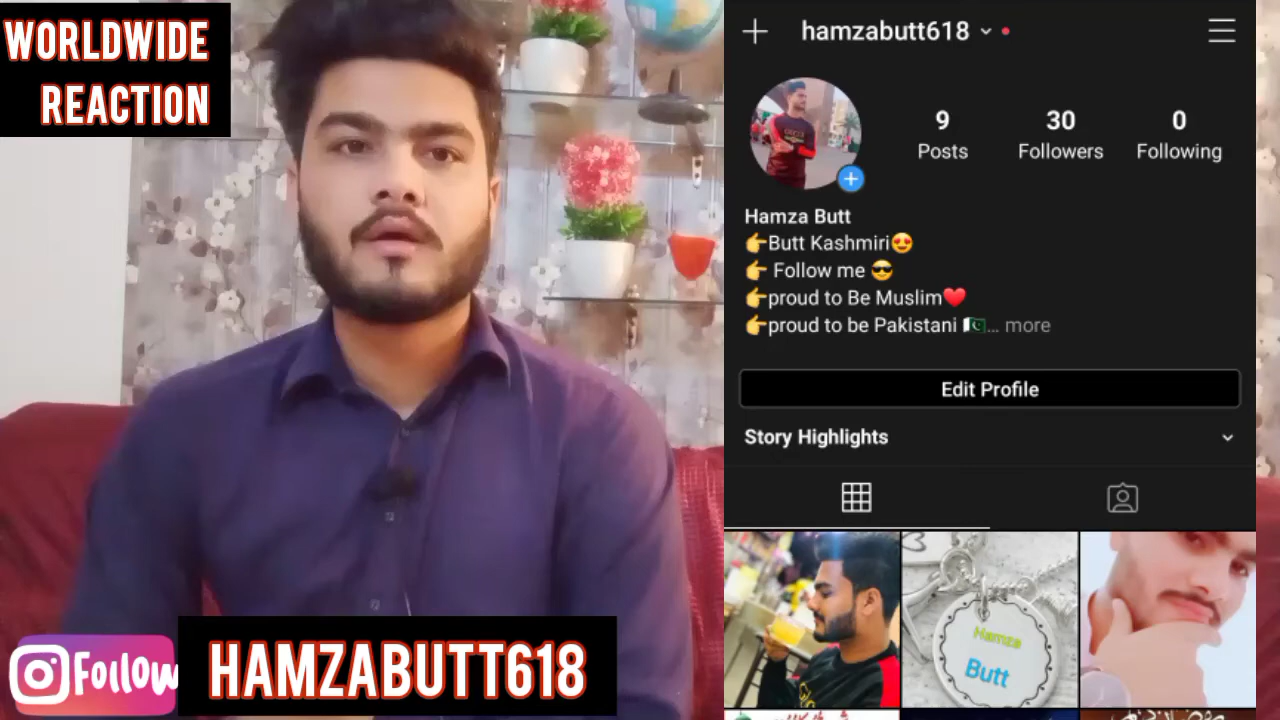 WORLDWIDE
REACTION
Follow
HAMZABUTT618
hamzabutt618
9
30
0
Posts
Followers
Following
Hamza Butt
👉Butt Kashmiri😍
👉 Follow me 😎
👉proud to Be Muslim❤️
👉proud to be Pakistani 🇵🇰... more
Edit Profile
Story Highlights
Hamza
Butt